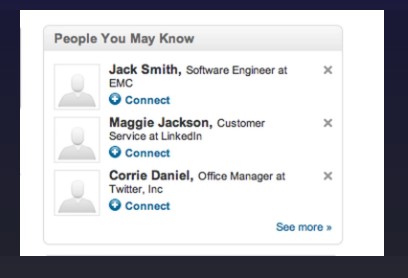 People You May Know
Jack Smith, Software Engineer at
EMC
Connect
Maggie Jackson, Customer
Service at LinkedIn
Connect
Corrie Daniel, Office Manager at
Twitter, Inc
Connect
See more »